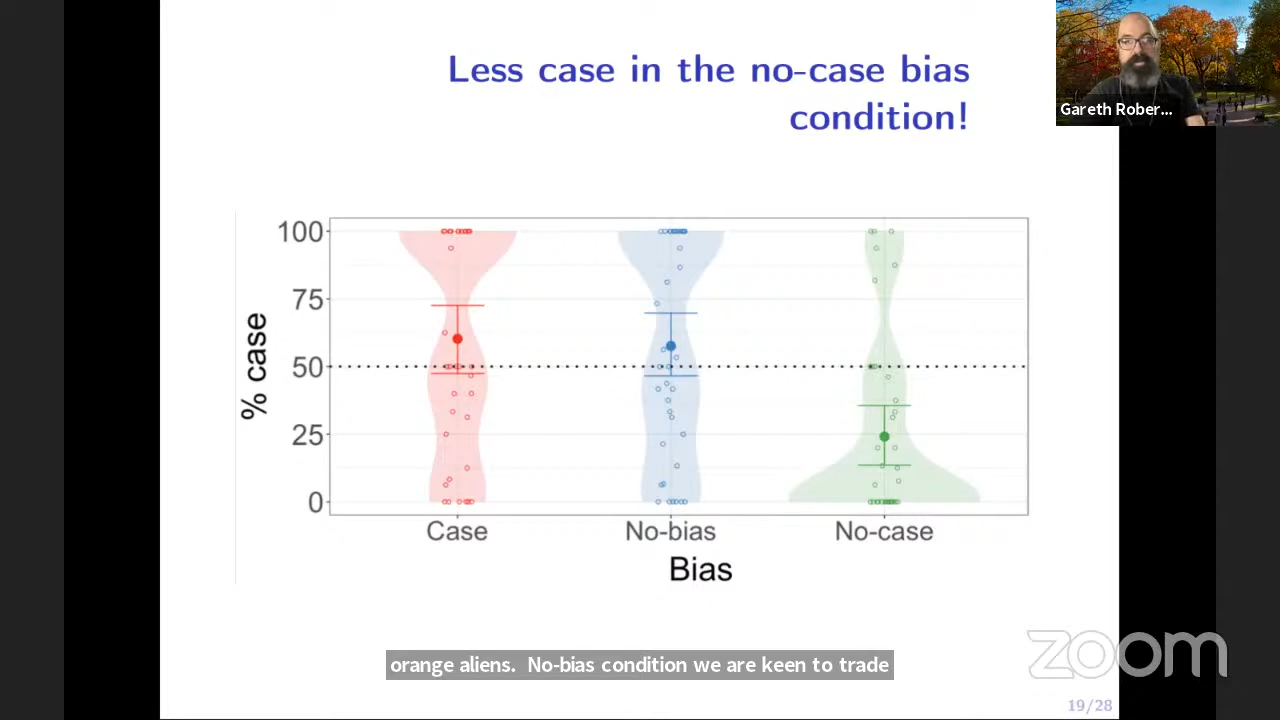 Less case in the no-case bias
condition!
Gareth Rober...
100
75
50
25
0
% case
Case No-bias No-case
Bias
orange aliens. No-bias condition we are keen to trade
zoom
19/28